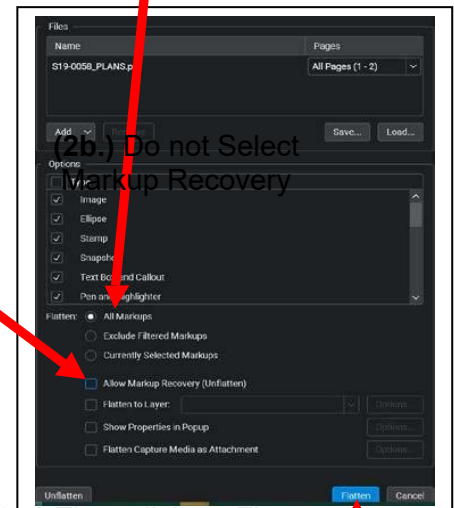 Files
Name Pages
S19-0058_PLANS.p All Pages (1 - 2)
Add Remove Save... Load...
(2b.) Do not Select
Markup Recovery
Options
Type
Image
Ellipse
Stamp
Snapshot
Text Box and Callout
Pen and Highlighter
Flatten: All Markups
Exclude Filtered Markups
Currently Selected Markups
Allow Markup Recovery (Unflatten)
Flatten to Layer: Options...
Show Properties in Popup Options...
Flatten Capture Media as Attachment Options...
Unflatten Flatten Cancel